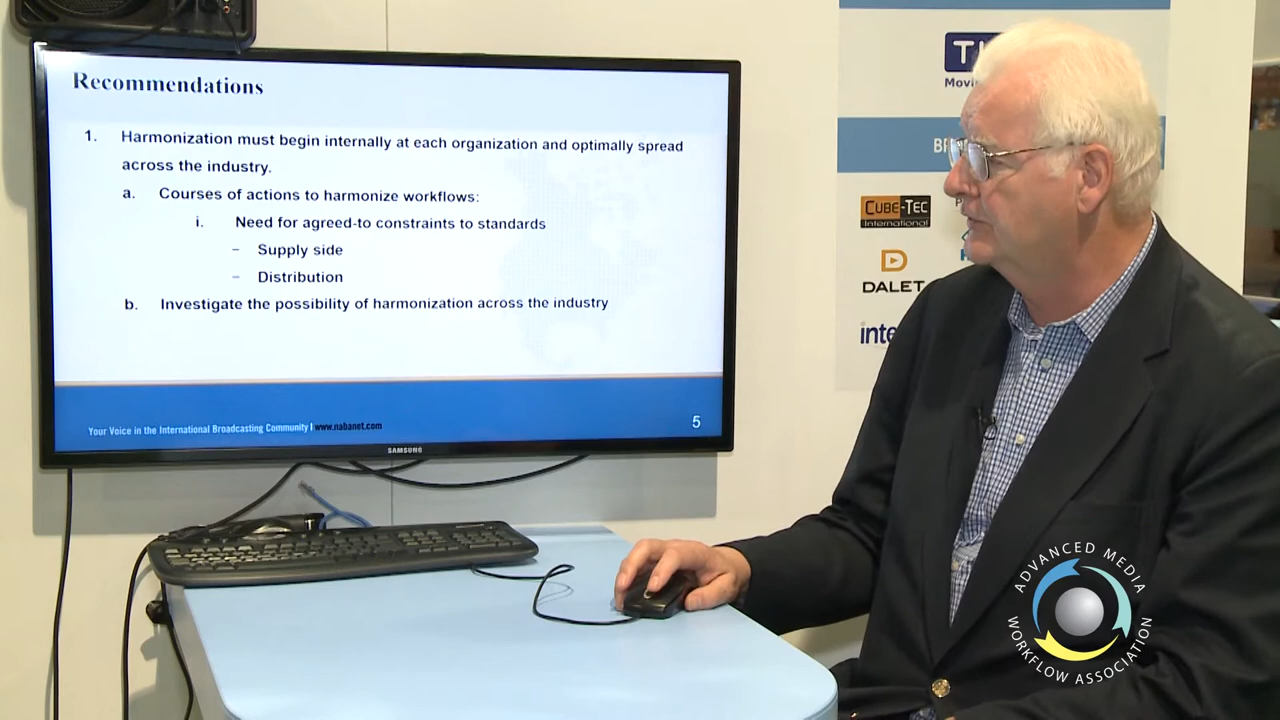 Recommendations
1. Harmonization must begin internally at each organization and optimally spread
across the industry.
a. Courses of actions to harmonize workflows:
i. Need for agreed-to constraints to standards
– Supply side
– Distribution
b. Investigate the possibility of harmonization across the industry
Your Voice in the International Broadcasting Community | www.nabanet.com
5
SAMSUNG
CUBE-TEC
International
DALET
ADVANCED MEDIA
WORKFLOW ASSOCIATION